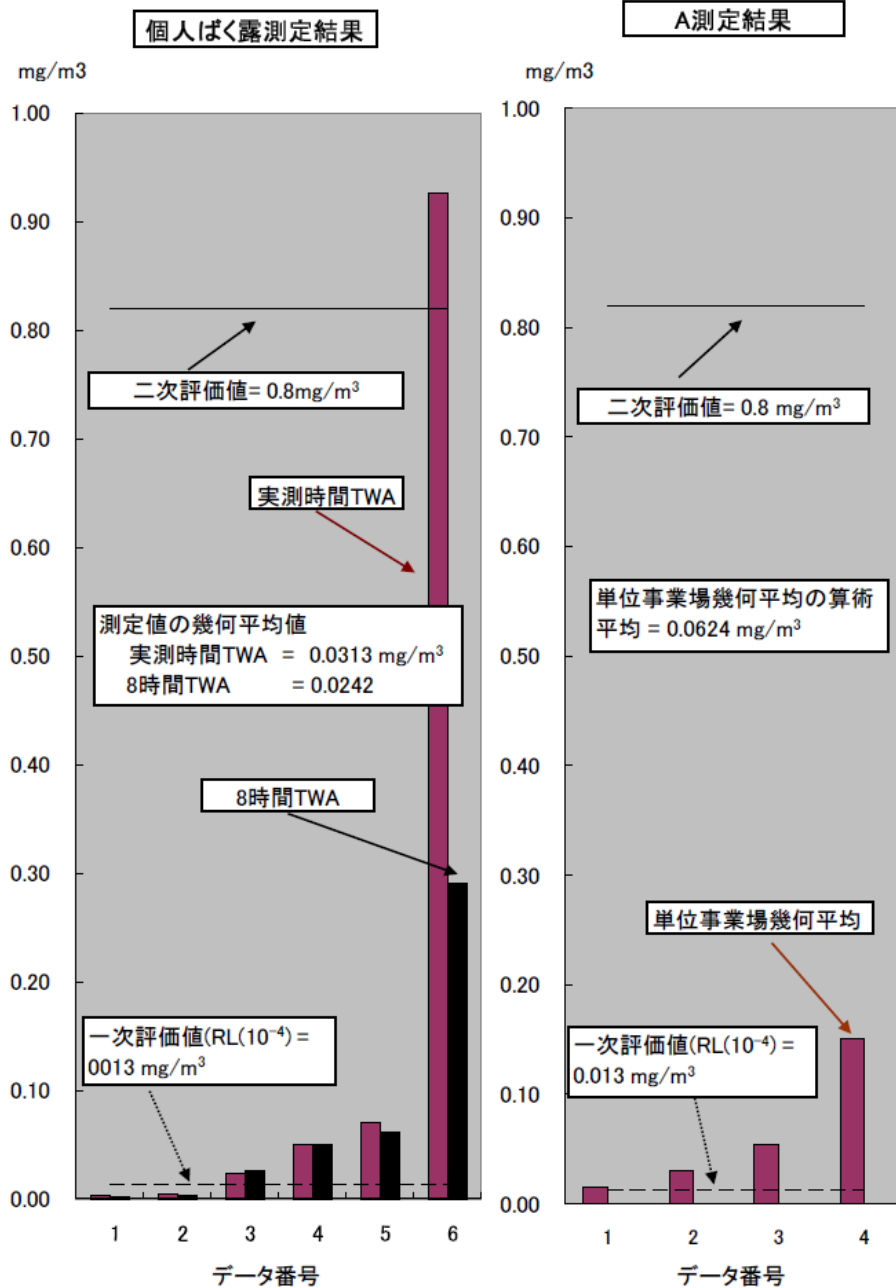 個人ばく露測定結果
mg/m3
1.00
0.90
0.80
0.70
0.60
0.50
0.40
0.30
0.20
0.10
0.00
二次評価値= 0.8mg/m³
実測時間TWA
測定値の幾何平均値
実測時間TWA = 0.0313 mg/m³
8時間TWA = 0.0242
8時間TWA
一次評価値(RL(10⁻⁴) =
0013 mg/m³
1 2 3 4 5 6
データ番号
A測定結果
mg/m3
1.00
0.90
0.80
0.70
0.60
0.50
0.40
0.30
0.20
0.10
0.00
二次評価値= 0.8 mg/m³
単位事業場幾何平均の算術
平均 = 0.0624 mg/m³
単位事業場幾何平均
一次評価値(RL(10⁻⁴) =
0.013 mg/m³
1 2 3 4
データ番号